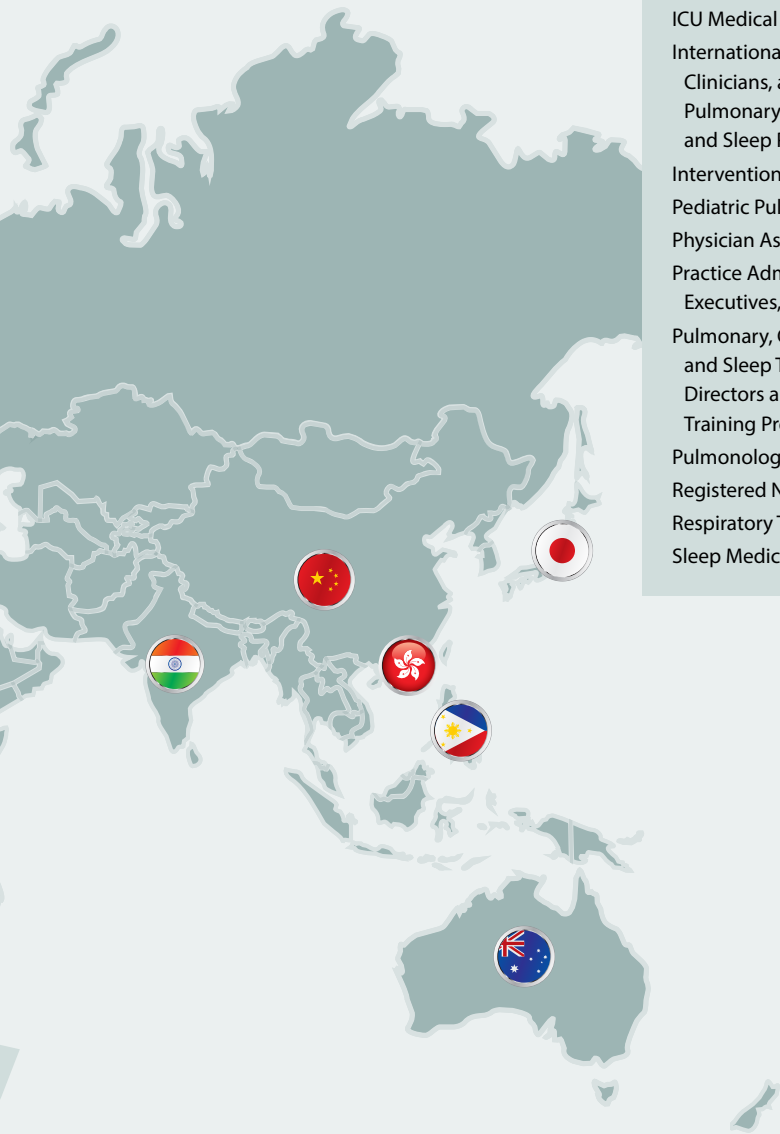 ICU Medical
Internationa
Clinicians, a
Pulmonary
and Sleep P
Intervention
Pediatric Pul
Physician As
Practice Adm
Executives,
Pulmonary, C
and Sleep T
Directors a
Training Pr
Pulmonolog
Registered N
Respiratory T
Sleep Medic